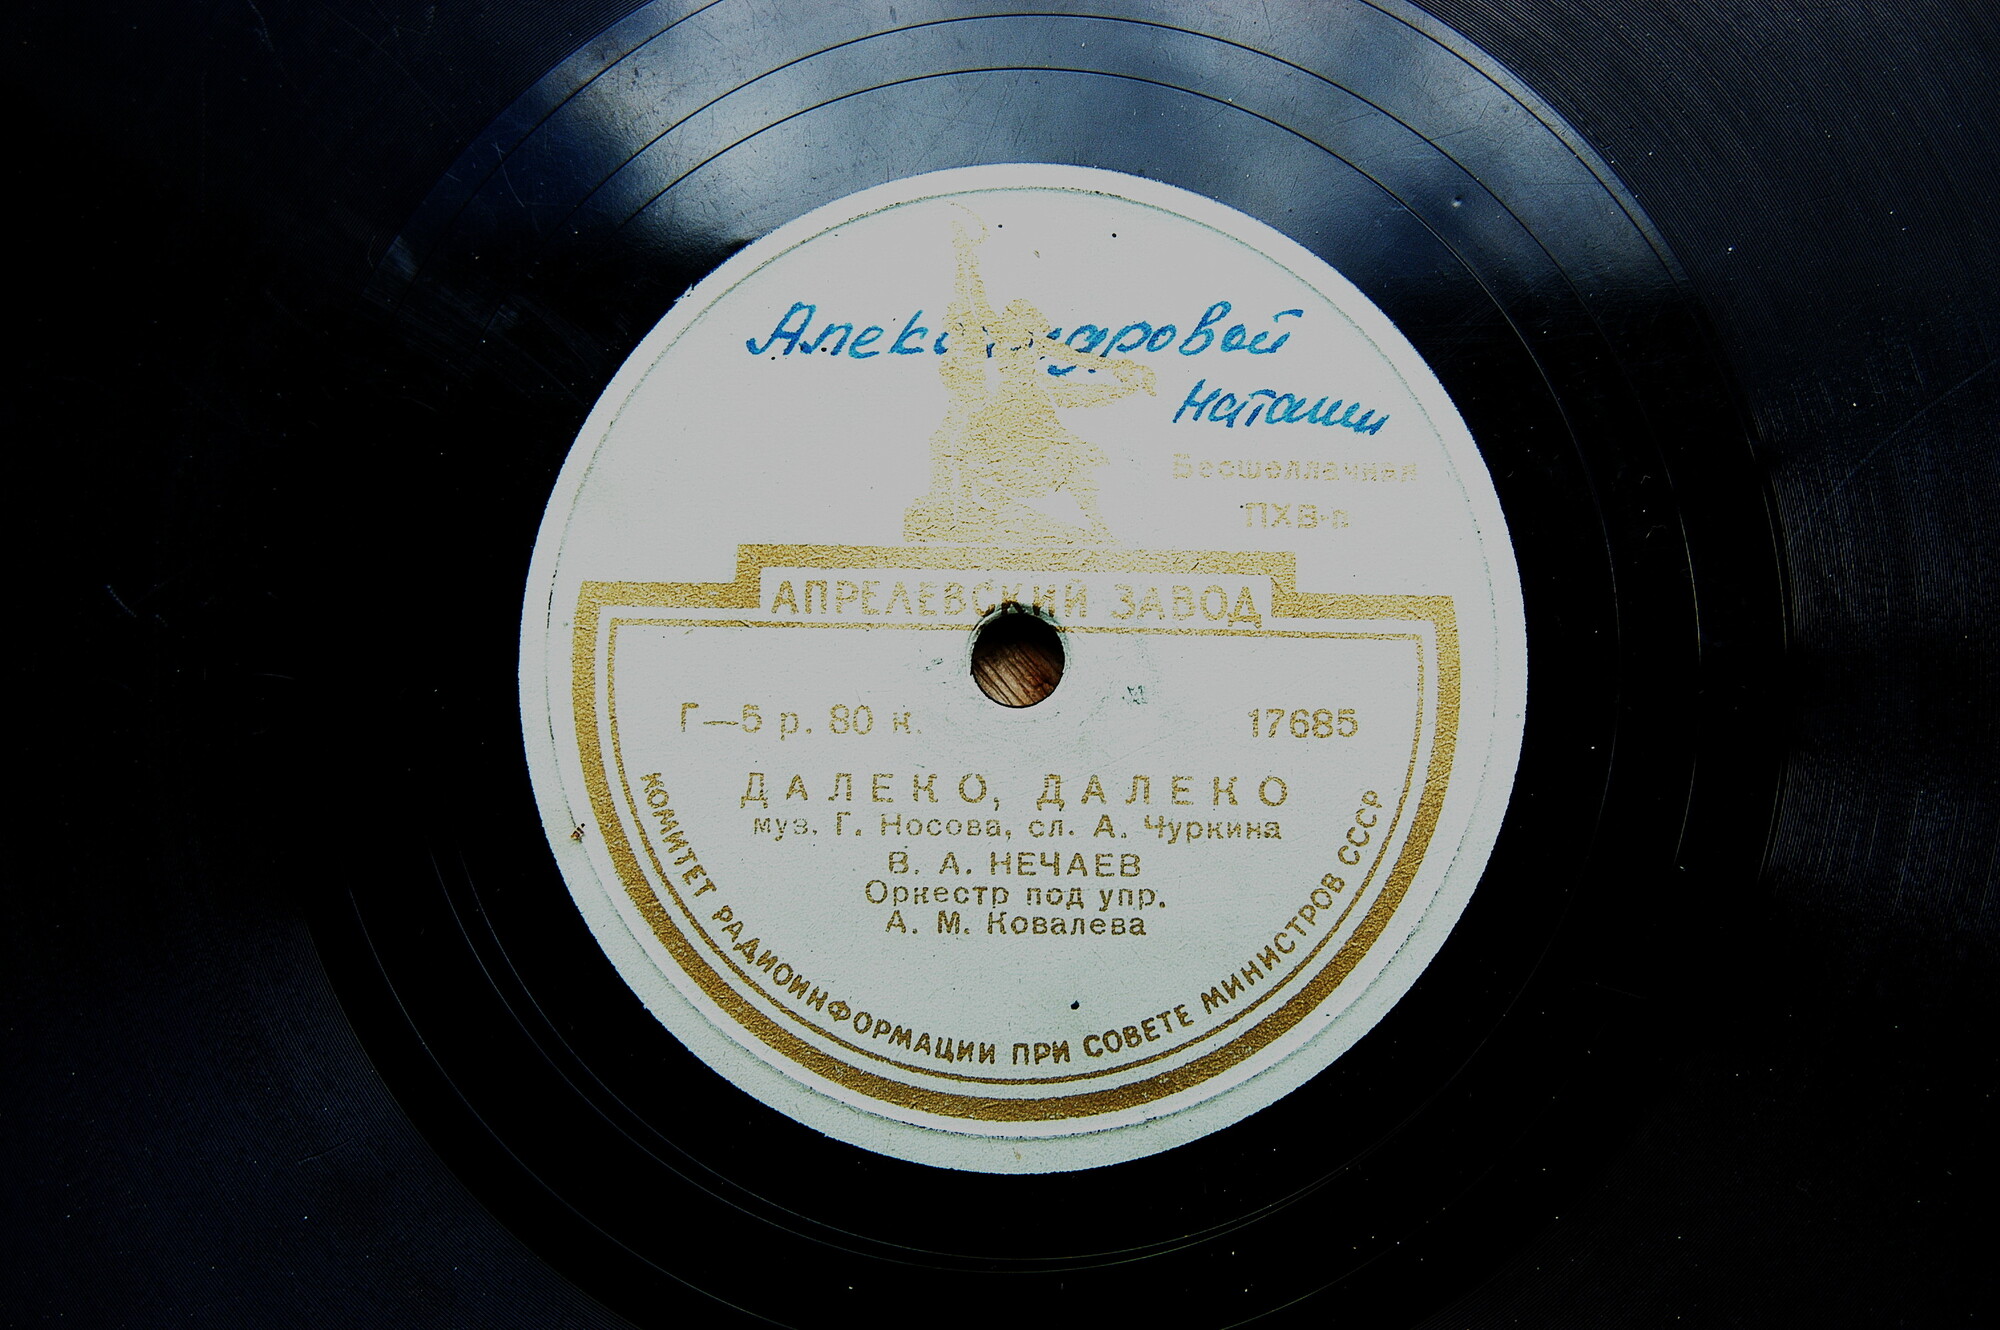 Александровой
Наташи
Бесшеллачная
ПХВ-п
АПРЕЛЕВСКИЙ ЗАВОД
Г—5 р. 80 к.
17685
ДАЛЕКО, ДАЛЕКО
муз. Г. Носова, сл. А. Чуркина
В. А. НЕЧАЕВ
Оркестр под упр.
А. М. Ковалева
КОМИТЕТ РАДИОИНФОРМАЦИИ ПРИ СОВЕТЕ МИНИСТРОВ СССР